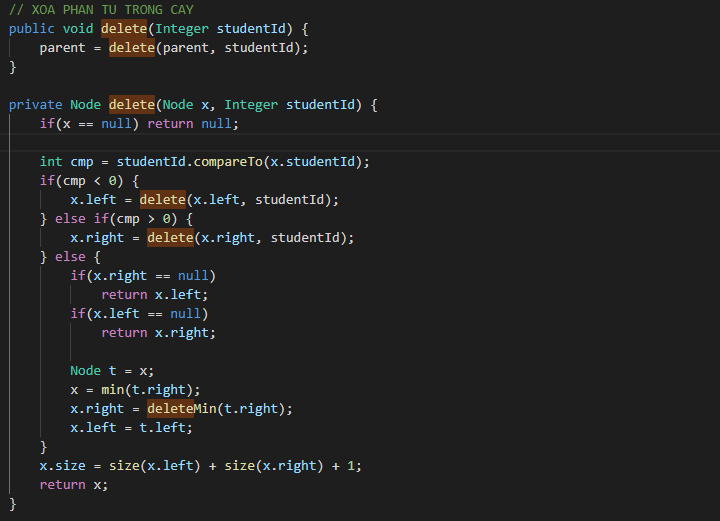 // XOA PHAN TU TRONG CAY
public void delete(Integer studentId) {
    parent = delete(parent, studentId);
}
private Node delete(Node x, Integer studentId) {
    if(x == null) return null;
    int cmp = studentId.compareTo(x.studentId);
    if(cmp < 0) {
        x.left = delete(x.left, studentId);
    } else if(cmp > 0) {
        x.right = delete(x.right, studentId);
    } else {
        if(x.right == null)
            return x.left;
        if(x.left == null)
            return x.right;
        Node t = x;
        x = min(t.right);
        x.right = deleteMin(t.right);
        x.left = t.left;
    }
    x.size = size(x.left) + size(x.right) + 1;
    return x;
}